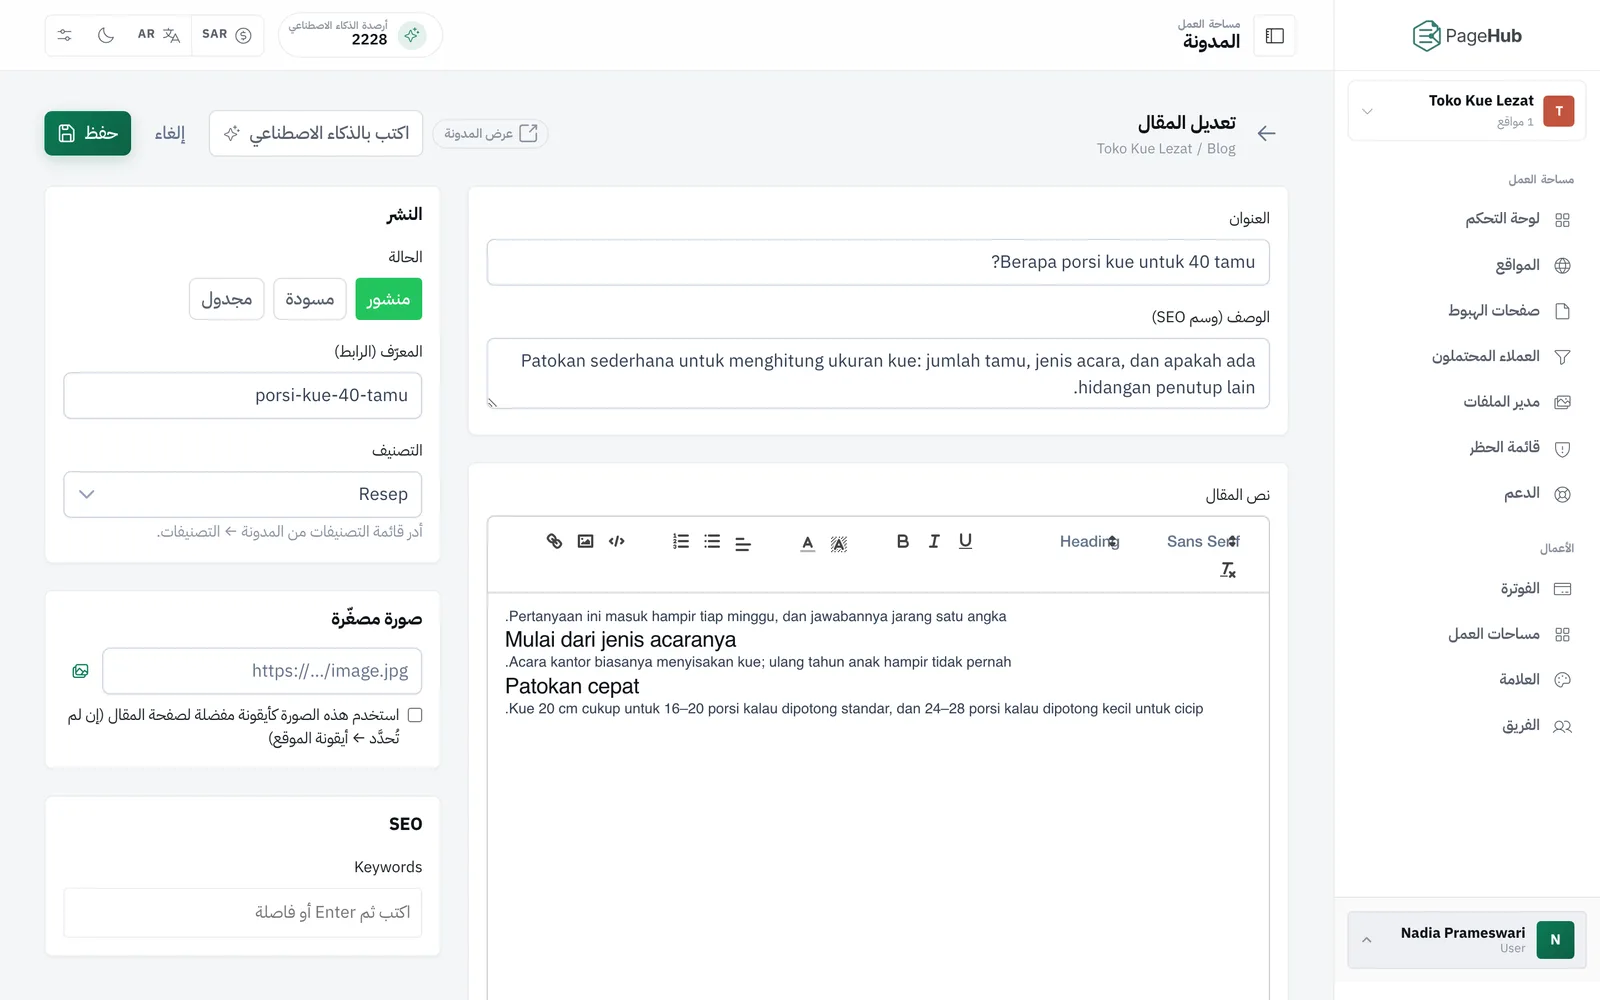 PageHub
Toko Kue Lezat
1 مواقع
T
مساحة العمل
لوحة التحكم
المواقع
صفحات الهبوط
العملاء المحتملون
مدير الملفات
قائمة الحظر
الدعم
الأعمال
الفوترة
مساحات العمل
العلامة
الفريق
Nadia Prameswari
User
N
مساحة العمل
المدونة
أرصدة الذكاء الاصطناعي
2228
SAR
AR
تعديل المقال
Toko Kue Lezat / Blog
عرض المدونة
اكتب بالذكاء الاصطناعي
إلغاء
حفظ
العنوان
Berapa porsi kue untuk 40 tamu?
الوصف (وسم SEO)
Patokan sederhana untuk menghitung ukuran kue: jumlah tamu, jenis acara, dan apakah ada
hidangan penutup lain.
نص المقال
Sans Serif
Heading
Pertanyaan ini masuk hampir tiap minggu, dan jawabannya jarang satu angka.
Mulai dari jenis acaranya
Acara kantor biasanya menyisakan kue; ulang tahun anak hampir tidak pernah.
Patokan cepat
Kue 20 cm cukup untuk 16–20 porsi kalau dipotong standar, dan 24–28 porsi kalau dipotong kecil untuk cicip.
النشر
الحالة
منشور
مسودة
مجدول
المعرّف (الرابط)
porsi-kue-40-tamu
التصنيف
Resep
أدر قائمة التصنيفات من المدونة ← التصنيفات.
صورة مصغّرة
https://.../image.jpg
استخدم هذه الصورة كأيقونة مفضلة لصفحة المقال (إن لم
تُحدَّد ← أيقونة الموقع)
SEO
Keywords
اكتب ثم Enter أو فاصلة